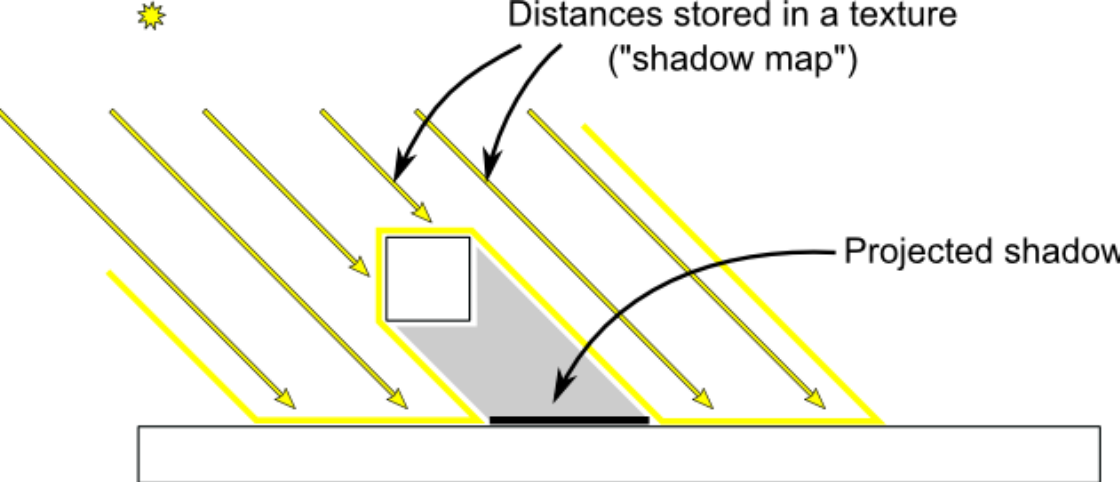 Distances stored in a texture
("shadow map")
Projected shadow